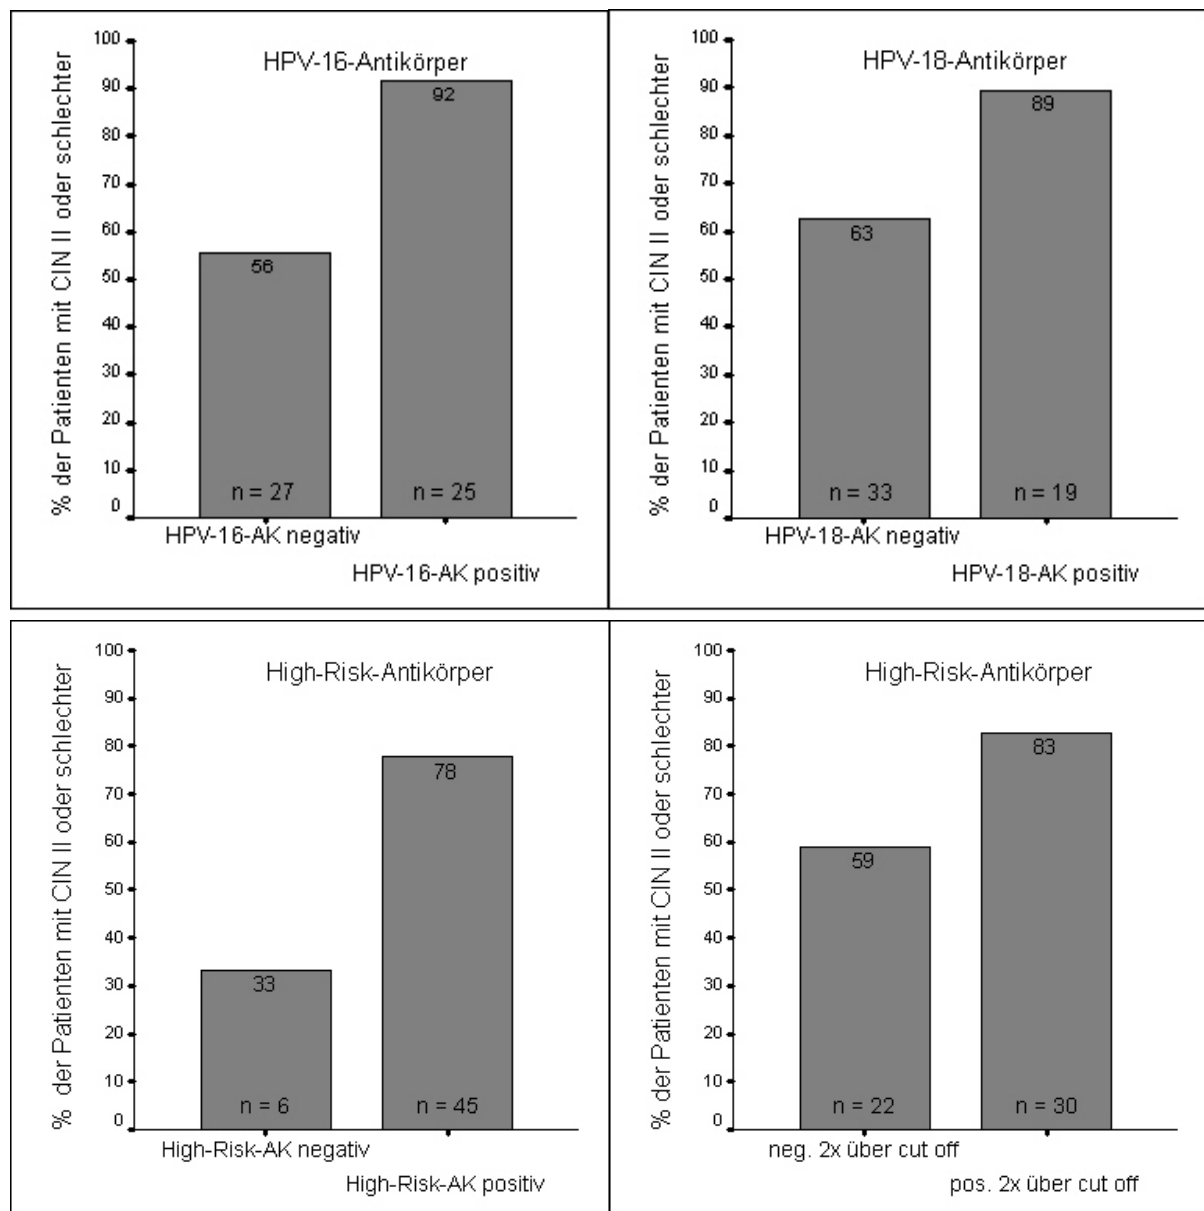 HPV-16-Antikörper
% der Patienten mit CIN II oder schlechter
100
90
80
70
60
50
40
30
20
10
0
56
92
n = 27
n = 25
HPV-16-AK negativ
HPV-16-AK positiv
HPV-18-Antikörper
% der Patienten mit CIN II oder schlechter
100
90
80
70
60
50
40
30
20
10
0
63
89
n = 33
n = 19
HPV-18-AK negativ
HPV-18-AK positiv
High-Risk-Antikörper
% der Patienten mit CIN II oder schlechter
100
90
80
70
60
50
40
30
20
10
0
33
78
n = 6
n = 45
High-Risk-AK negativ
High-Risk-AK positiv
High-Risk-Antikörper
% der Patienten mit CIN II oder schlechter
100
90
80
70
60
50
40
30
20
10
0
59
83
n = 22
n = 30
neg. 2x über cut off
pos. 2x über cut off